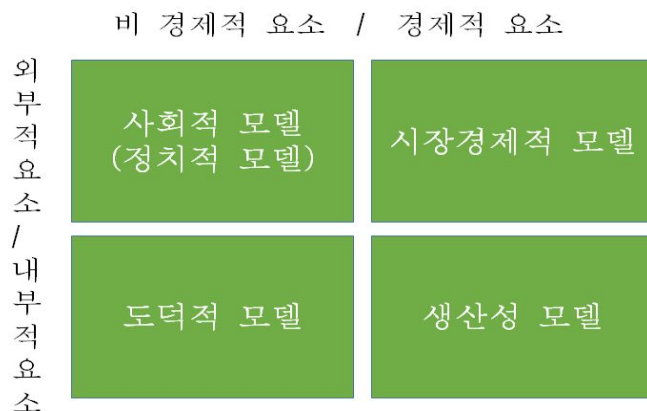 비 경제적 요소 / 경제적 요소
외부적요소/내부적요소
사회적 모델
(정치적 모델)
시장경제적 모델
도덕적 모델
생산성 모델